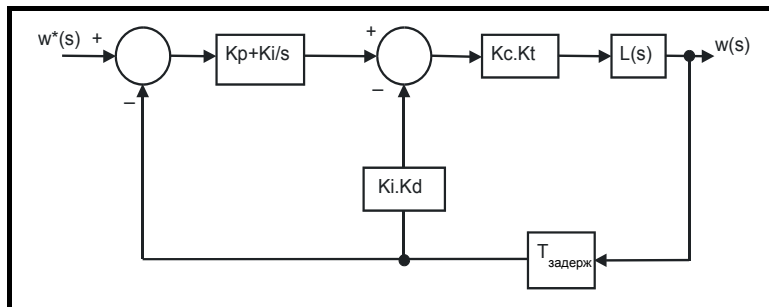 w*(s) +
Kp+Ki/s
+
Kc.Kt
L(s)
w(s)
–
–
Ki.Kd
Tзадерж